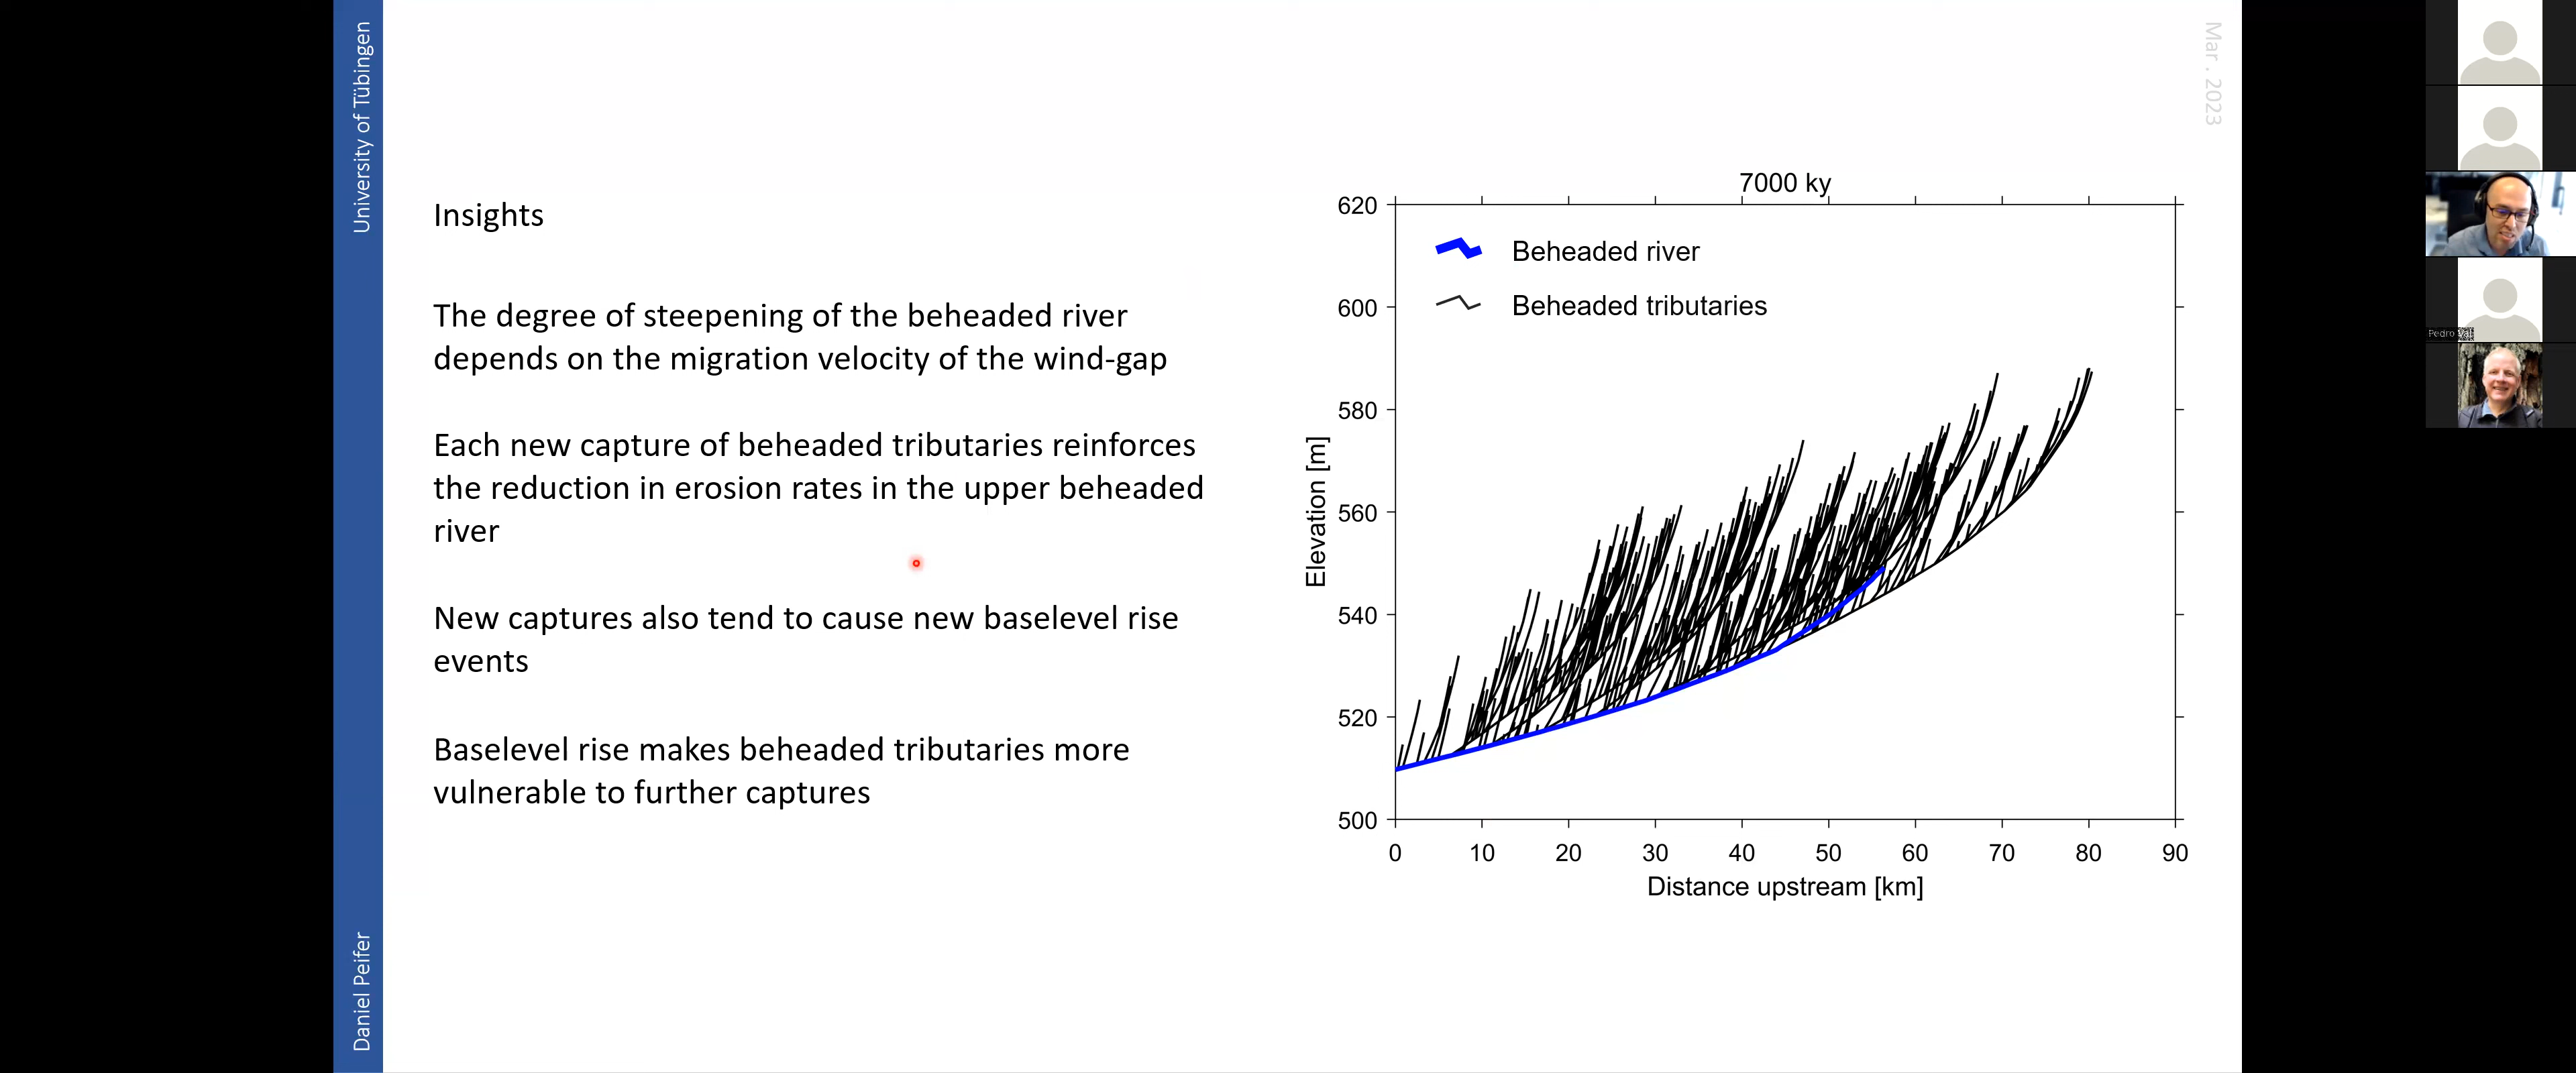 University of Tübingen
Daniel Peifer
Mar . 2023
Insights
The degree of steepening of the beheaded river
depends on the migration velocity of the wind-gap
Each new capture of beheaded tributaries reinforces
the reduction in erosion rates in the upper beheaded
river
New captures also tend to cause new baselevel rise
events
Baselevel rise makes beheaded tributaries more
vulnerable to further captures
7000 ky
Beheaded river
Beheaded tributaries
Elevation [m]
620
600
580
560
540
520
500
0 10 20 30 40 50 60 70 80 90
Distance upstream [km]
Pedro